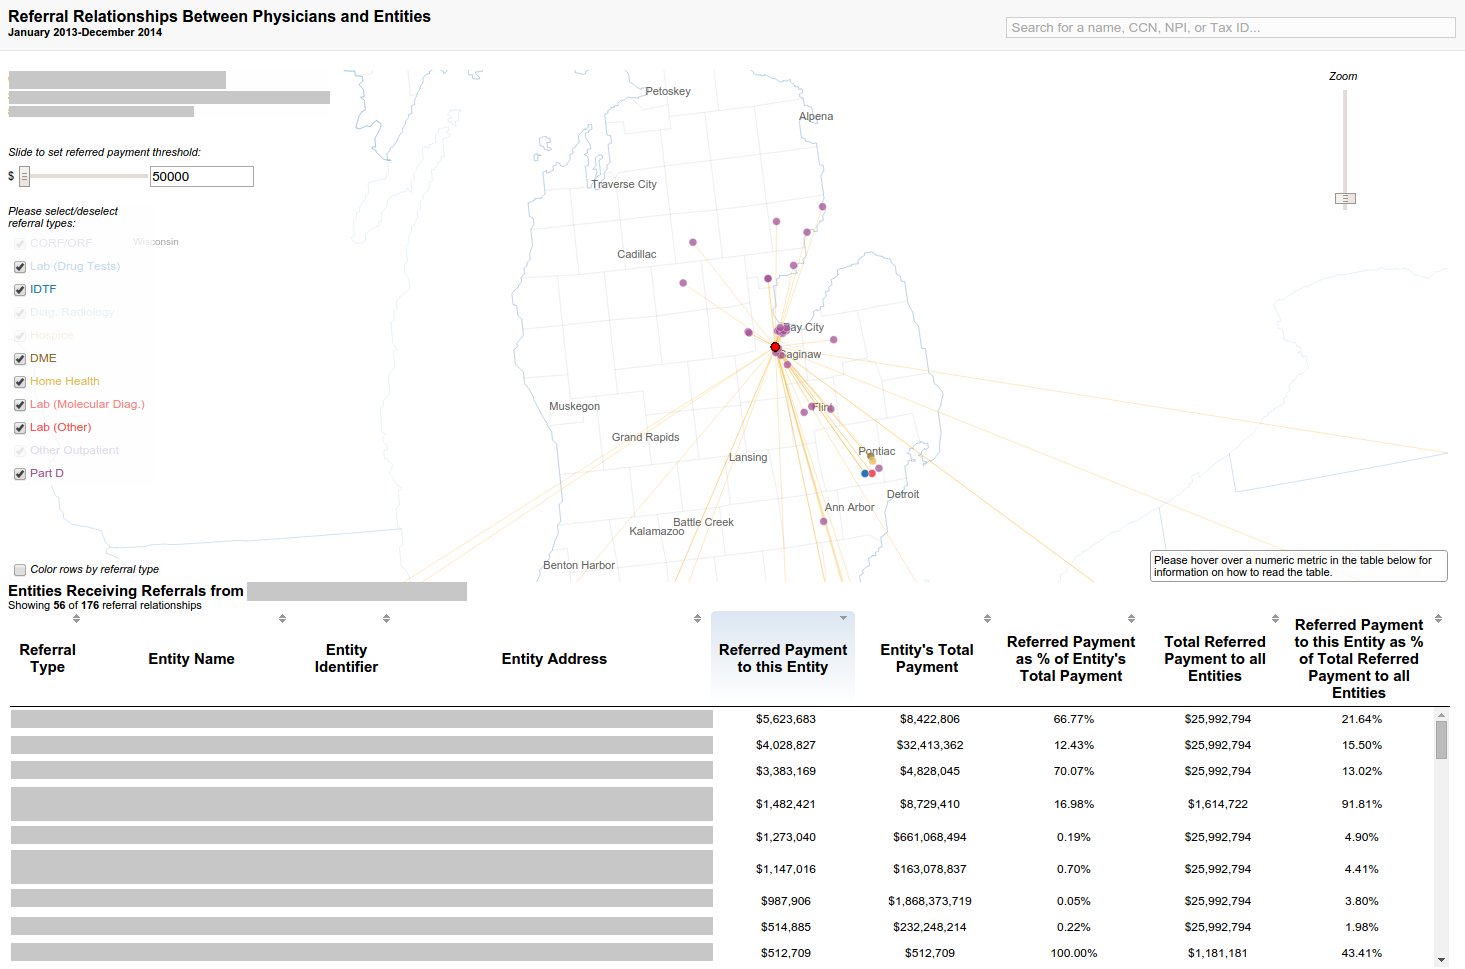 Referral Relationships Between Physicians and Entities
January 2013-December 2014
Search for a name, CCN, NPI, or Tax ID...
Zoom
Slide to set referred payment threshold:
$ 50000
Please select/deselect
referral types:
CORF/ORF
Lab (Drug Tests)
IDTF
Diag. Radiology
Hospice
DME
Home Health
Lab (Molecular Diag.)
Lab (Other)
Other Outpatient
Part D
Wisconsin
Petoskey
Alpena
Traverse City
Cadillac
Bay City
Saginaw
Muskegon
Flint
Grand Rapids
Lansing
Pontiac
Detroit
Ann Arbor
Battle Creek
Kalamazoo
Benton Harbor
Please hover over a numeric metric in the table below for
information on how to read the table.
Color rows by referral type
Entities Receiving Referrals from
Showing 56 of 176 referral relationships
Referral
Type
Entity Name
Entity
Identifier
Entity Address
Referred Payment
to this Entity
Entity's Total
Payment
Referred Payment
as % of Entity's
Total Payment
Total Referred
Payment to all
Entities
Referred Payment
to this Entity as %
of Total Referred
Payment to all
Entities
$5,623,683 $8,422,806 66.77% $25,992,794 21.64%
$4,028,827 $32,413,362 12.43% $25,992,794 15.50%
$3,383,169 $4,828,045 70.07% $25,992,794 13.02%
$1,482,421 $8,729,410 16.98% $1,614,722 91.81%
$1,273,040 $661,068,494 0.19% $25,992,794 4.90%
$1,147,016 $163,078,837 0.70% $25,992,794 4.41%
$987,906 $1,868,373,719 0.05% $25,992,794 3.80%
$514,885 $232,248,214 0.22% $25,992,794 1.98%
$512,709 $512,709 100.00% $1,181,181 43.41%